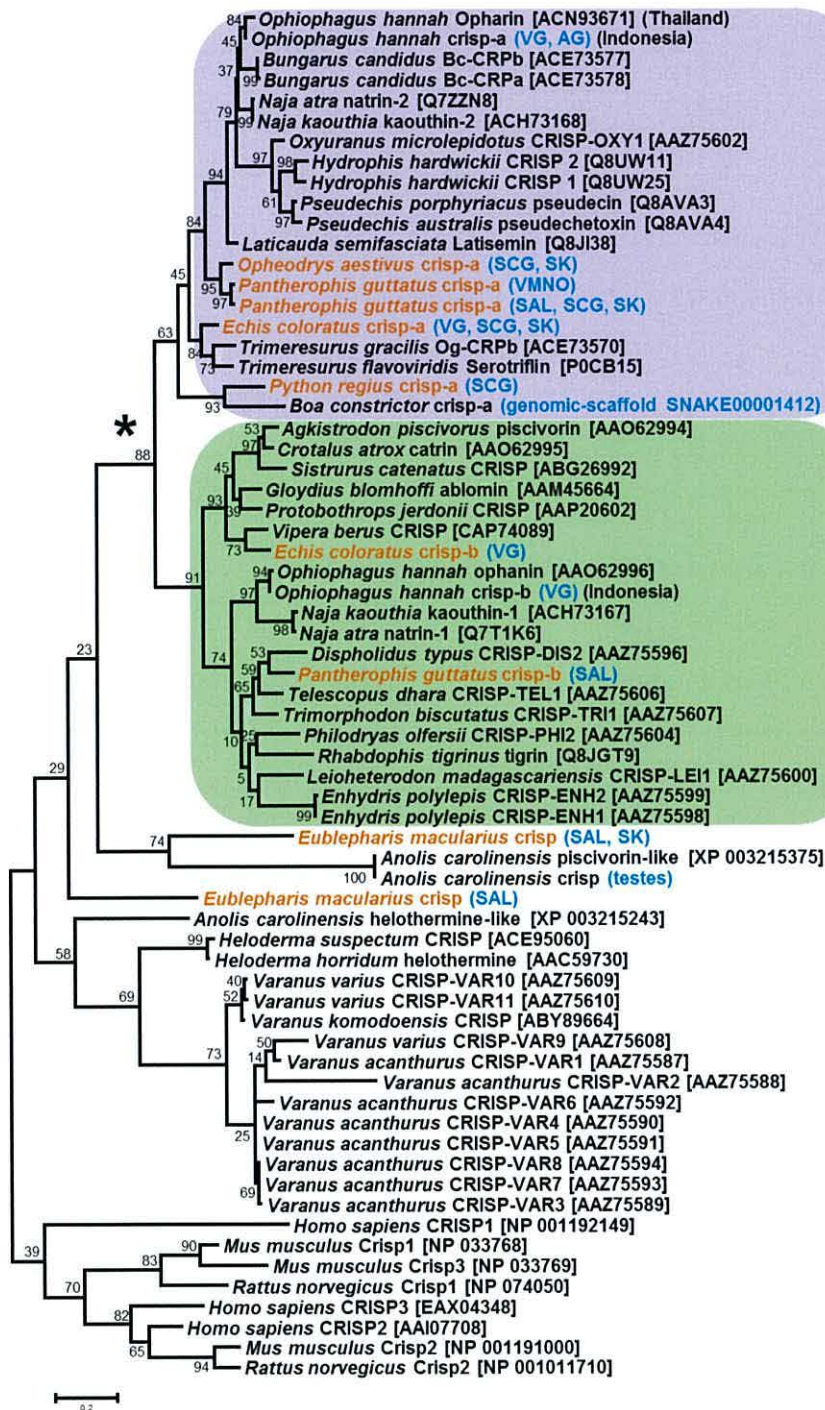 Ophiophagus hannah Opharin [ACN93671] (Thailand)
Ophiophagus hannah crisp-a (VG, AG) (Indonesia)
Bungarus candidus Bc-CRPb [ACE73577]
Bungarus candidus Bc-CRPa [ACE73578]
Naja atra natrin-2 [Q7ZZN8]
Naja kaouthia kaouthin-2 [ACH73168]
Oxyuranus microlepidotus CRISP-OXY1 [AAZ75602]
Hydrophis hardwickii CRISP 2 [Q8UW11]
Hydrophis hardwickii CRISP 1 [Q8UW25]
Pseudechis porphyriacus pseudecin [Q8AVA3]
Pseudechis australis pseudechetoxin [Q8AVA4]
Laticauda semifasciata Latisemin [Q8JI38]
Opheodrys aestivus crisp-a (SCG, SK)
Pantherophis guttatus crisp-a (VMNO)
Pantherophis guttatus crisp-a (SAL, SCG, SK)
Echis coloratus crisp-a (VG, SCG, SK)
Trimeresurus gracilis Og-CRPb [ACE73570]
Trimeresurus flavoviridis Serotriflin [P0CB15]
Python regius crisp-a (SCG)
Boa constrictor crisp-a (genomic-scaffold SNAKE00001412)
Agkistrodon piscivorus piscivorin [AAO62994]
Crotalus atrox catrin [AAO62995]
Sistrurus catenatus CRISP [ABG26992]
Gloydius blomhoffi ablomin [AAM45664]
Protobothrops jerdonii CRISP [AAP20602]
Vipera berus CRISP [CAP74089]
Echis coloratus crisp-b (VG)
Ophiophagus hannah ophanin [AAO62996]
Ophiophagus hannah crisp-b (VG) (Indonesia)
Naja kaouthia kaouthin-1 [ACH73167]
Naja atra natrin-1 [Q7T1K6]
Dispholidus typus CRISP-DIS2 [AAZ75596]
Pantherophis guttatus crisp-b (SAL)
Telescopus dhara CRISP-TEL1 [AAZ75606]
Trimorphodon biscutatus CRISP-TRI1 [AAZ75607]
Philodryas olfersii CRISP-PHI2 [AAZ75604]
Rhabdophis tigrinus tigrin [Q8JGT9]
Leioheterodon madagascariensis CRISP-LEI1 [AAZ75600]
Enhydris polylepis CRISP-ENH2 [AAZ75599]
Enhydris polylepis CRISP-ENH1 [AAZ75598]
Eublepharis macularius crisp (SAL, SK)
Anolis carolinensis piscivorin-like [XP 003215375]
Anolis carolinensis crisp (testes)
Eublepharis macularius crisp (SAL)
Anolis carolinensis helothermine-like [XP 003215243]
Heloderma suspectum CRISP [ACE95060]
Heloderma horridum helothermine [AAC59730]
Varanus varius CRISP-VAR10 [AAZ75609]
Varanus varius CRISP-VAR11 [AAZ75610]
Varanus komodoensis CRISP [ABY89664]
Varanus varius CRISP-VAR9 [AAZ75608]
Varanus acanthurus CRISP-VAR1 [AAZ75587]
Varanus acanthurus CRISP-VAR2 [AAZ75588]
Varanus acanthurus CRISP-VAR6 [AAZ75592]
Varanus acanthurus CRISP-VAR4 [AAZ75590]
Varanus acanthurus CRISP-VAR5 [AAZ75591]
Varanus acanthurus CRISP-VAR8 [AAZ75594]
Varanus acanthurus CRISP-VAR7 [AAZ75593]
Varanus acanthurus CRISP-VAR3 [AAZ75589]
Homo sapiens CRISP1 [NP 001192149]
Mus musculus Crisp1 [NP 033768]
Mus musculus Crisp3 [NP 033769]
Rattus norvegicus Crisp1 [NP 074050]
Homo sapiens CRISP3 [EAX04348]
Homo sapiens CRISP2 [AAI07708]
Mus musculus Crisp2 [NP 001191000]
Rattus norvegicus Crisp2 [NP 001011710]
84
45
37
99
79
99
97
98
61
97
94
84
95
97
45
84
73
63
93
*
88
53
97
45
39
93
73
91
94
97
98
74
53
59
65
25
10
5
17
99
23
29
74
100
58
99
69
40
52
73
50
14
25
69
39
90
83
70
82
65
94
0.2